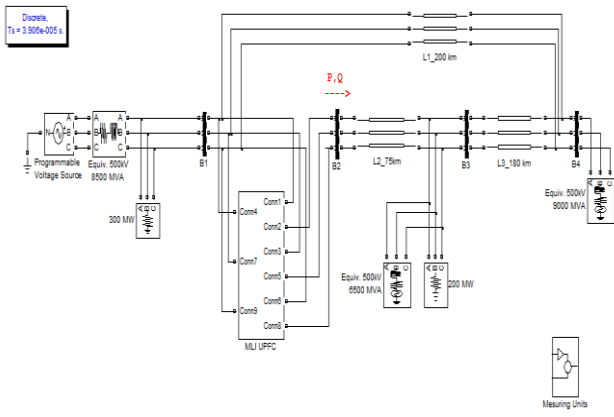 Discrete,
Ts = 3.906e-005 s.
L1_200 km
P,Q
N
A
B
C
A
B
C
A
B
C
Programmable
Voltage Source
Equiv. 500kV
8500 MVA
A
B
C
300 MW
B1
B2
L2_75km
B3
L3_180 km
B4
A
B
C
Equiv. 500kV
9000 MVA
Conn1
Conn4
Conn2
Conn3
Conn7
Conn5
Conn6
Conn9
Conn8
MLI UPFC
A
B
C
Equiv. 500kV
6500 MVA
A
B
C
200 MW
Mesuring Units